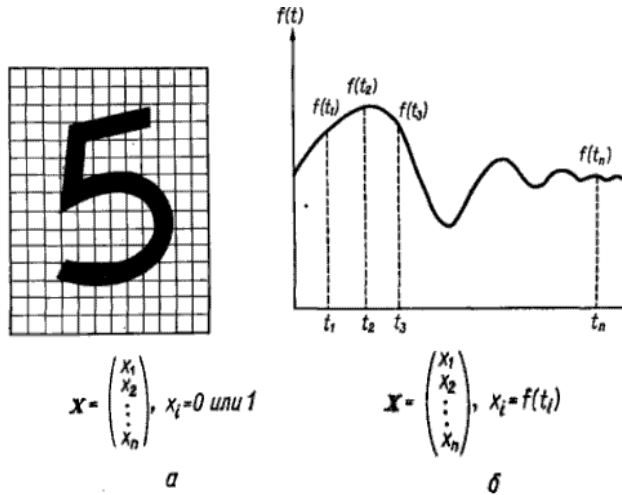 f(t)
5
f(t₁)
f(t₂)
f(t₃)
f(tₙ)
t₁ t₂ t₃ tₙ
x = (x₁ x₂ ⋮ xₙ), xᵢ=0 или 1
x = (x₁ x₂ ⋮ xₙ), xᵢ=f(tᵢ)
а
б